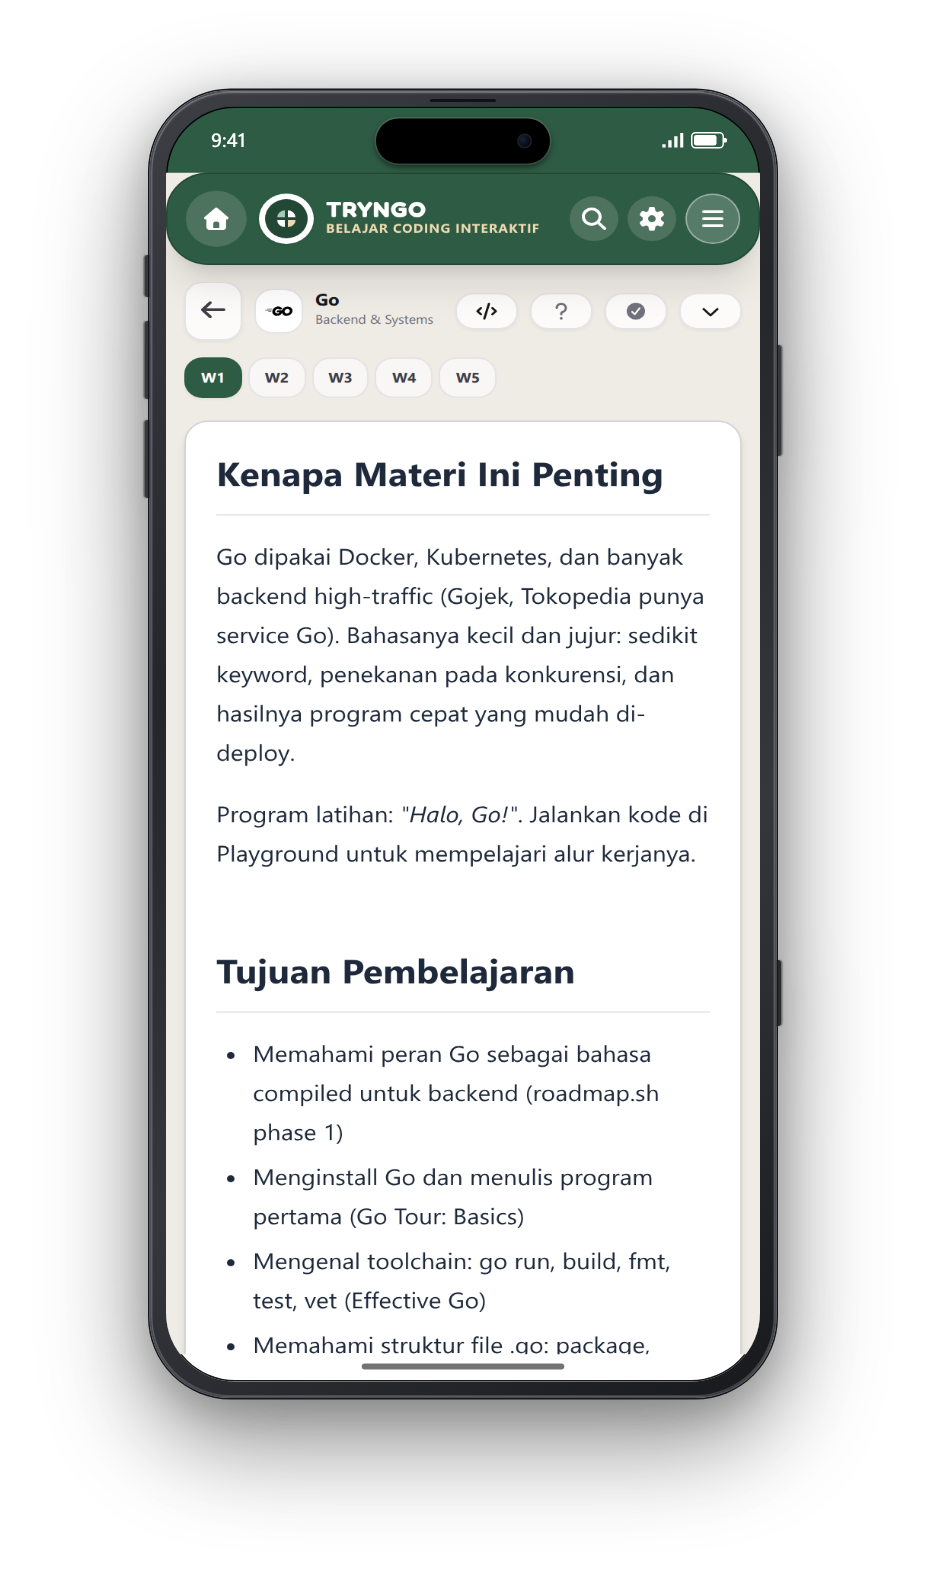 9:41
TRYNGO
BELAJAR CODING INTERAKTIF
GO
Go
Backend & Systems
</>
?
W1
W2
W3
W4
W5
Kenapa Materi Ini Penting
Go dipakai Docker, Kubernetes, dan banyak
backend high-traffic (Gojek, Tokopedia punya
service Go). Bahasanya kecil dan jujur: sedikit
keyword, penekanan pada konkurensi, dan
hasilnya program cepat yang mudah di-
deploy.
Program latihan: "Halo, Go!". Jalankan kode di
Playground untuk mempelajari alur kerjanya.
Tujuan Pembelajaran
• Memahami peran Go sebagai bahasa
compiled untuk backend (roadmap.sh
phase 1)
• Menginstall Go dan menulis program
pertama (Go Tour: Basics)
• Mengenal toolchain: go run, build, fmt,
test, vet (Effective Go)
• Memahami struktur file .go: package,